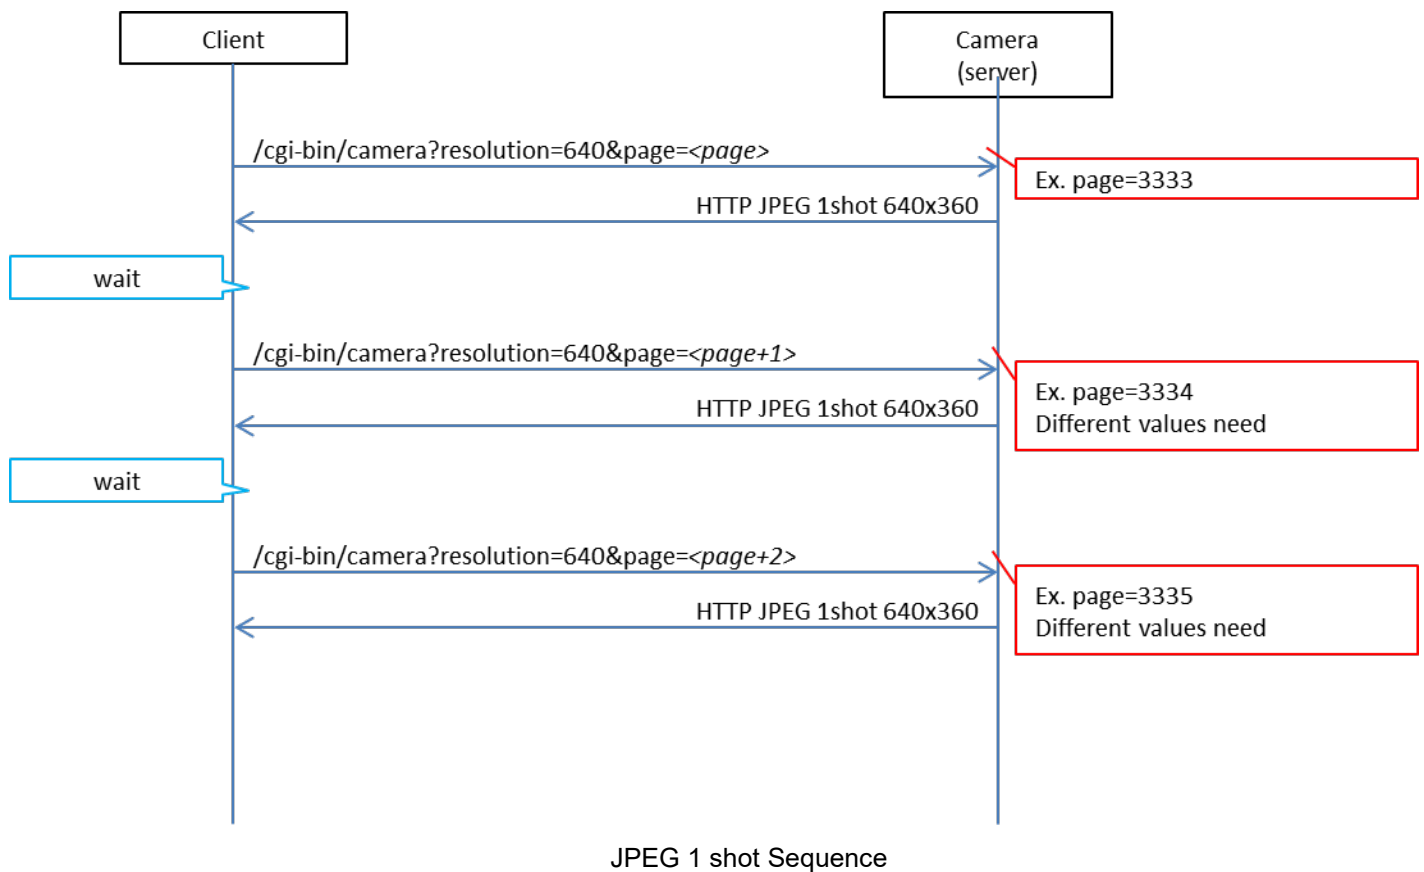 Client
Camera
(server)
/cgi-bin/camera?resolution=640&page=<page>
Ex. page=3333
HTTP JPEG 1shot 640x360
wait
/cgi-bin/camera?resolution=640&page=<page+1>
Ex. page=3334
Different values need
HTTP JPEG 1shot 640x360
wait
/cgi-bin/camera?resolution=640&page=<page+2>
Ex. page=3335
Different values need
HTTP JPEG 1shot 640x360
JPEG 1 shot Sequence